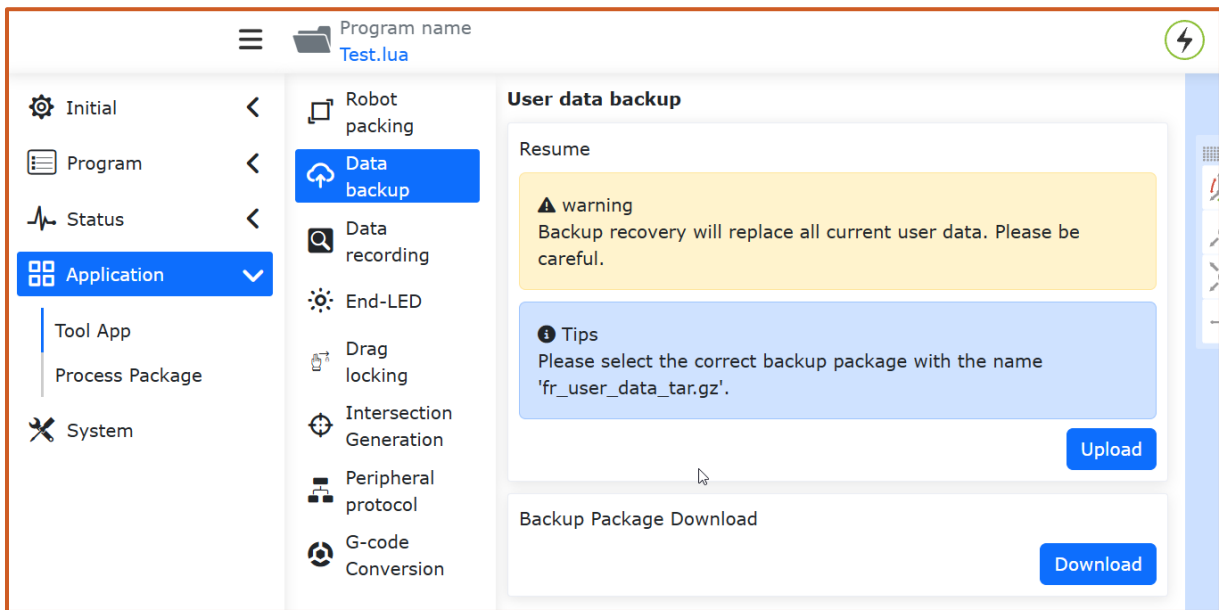 Program name
Test.lua
Initial
Program
Status
Application
Tool App
Process Package
System
Robot
packing
Data
backup
Data
recording
End-LED
Drag
locking
Intersection
Generation
Peripheral
protocol
G-code
Conversion
User data backup
Resume
warning
Backup recovery will replace all current user data. Please be
careful.
Tips
Please select the correct backup package with the name
'fr_user_data_tar.gz'.
Upload
Backup Package Download
Download